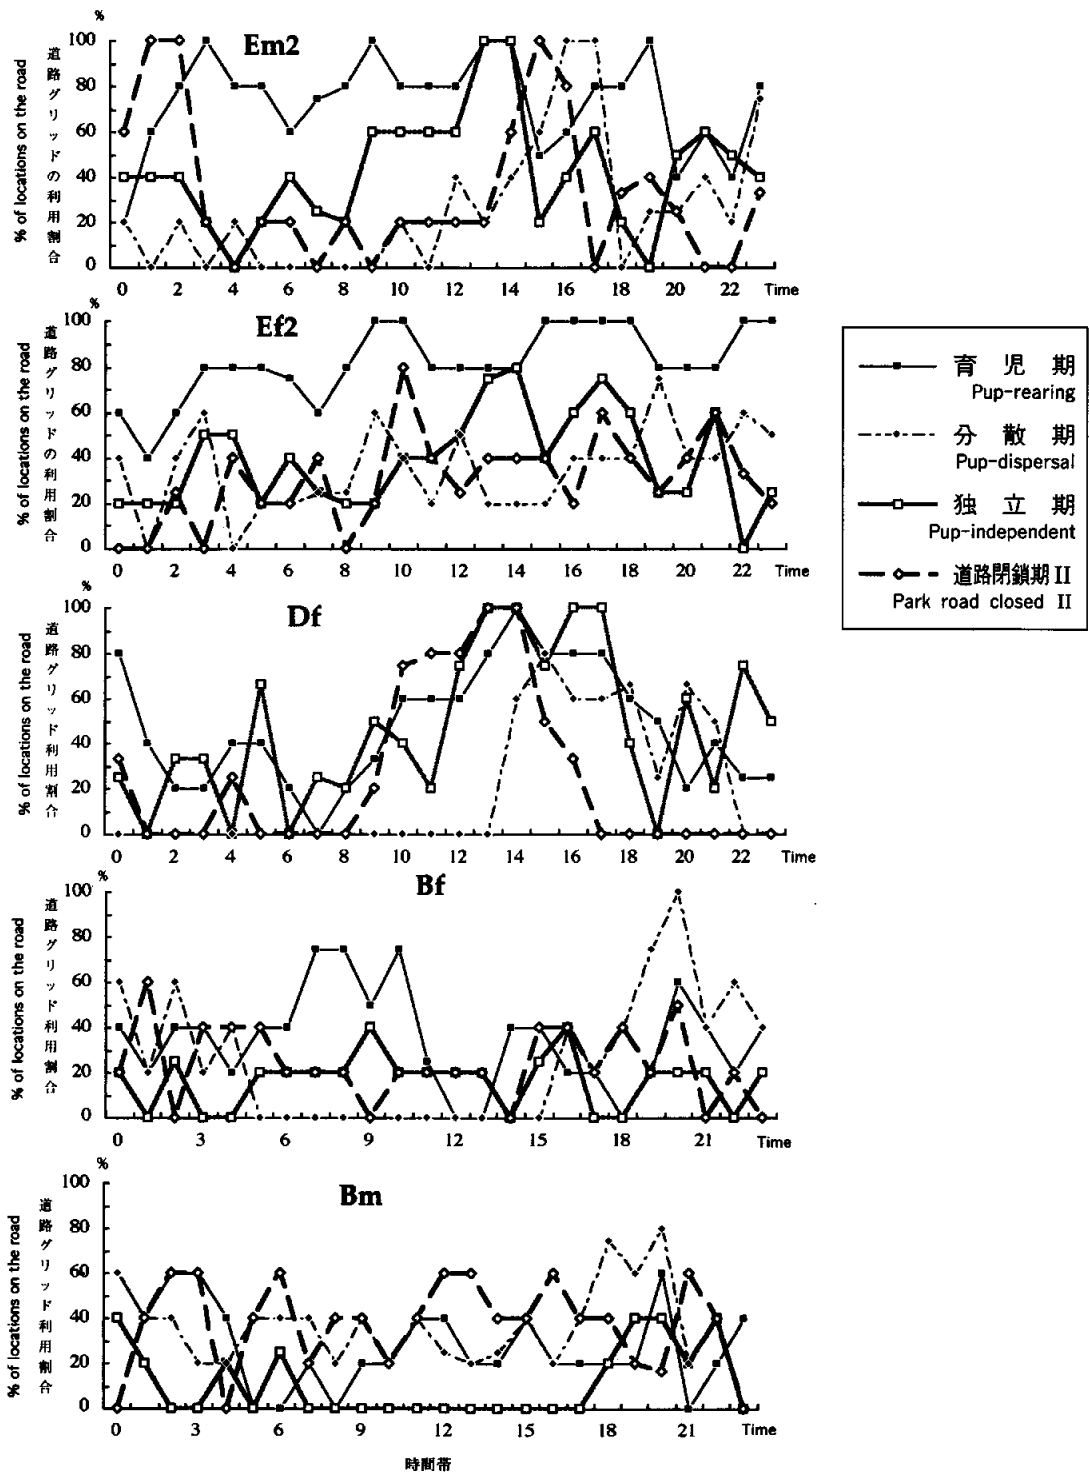 %
Em2
% of locations on the road
道路グリッドの利用割合
100
80
60
40
20
0
0 2 4 6 8 10 12 14 16 18 20 22 Time
%
Ef2
% of locations on the road
道路グリッドの利用割合
100
80
60
40
20
0
0 2 4 6 8 10 12 14 16 18 20 22 Time
%
Df
% of locations on the road
道路グリッド利用割合
100
80
60
40
20
0
0 2 4 6 8 10 12 14 16 18 20 22 Time
%
Bf
% of locations on the road
道路グリッド利用割合
100
80
60
40
20
0
0 3 6 9 12 15 18 21 Time
%
Bm
% of locations on the road
道路グリッド利用割合
100
80
60
40
20
0
0 3 6 9 12 15 18 21 Time
時間帯
育児期
Pup-rearing
分散期
Pup-dispersal
独立期
Pup-independent
道路閉鎖期II
Park road closed II